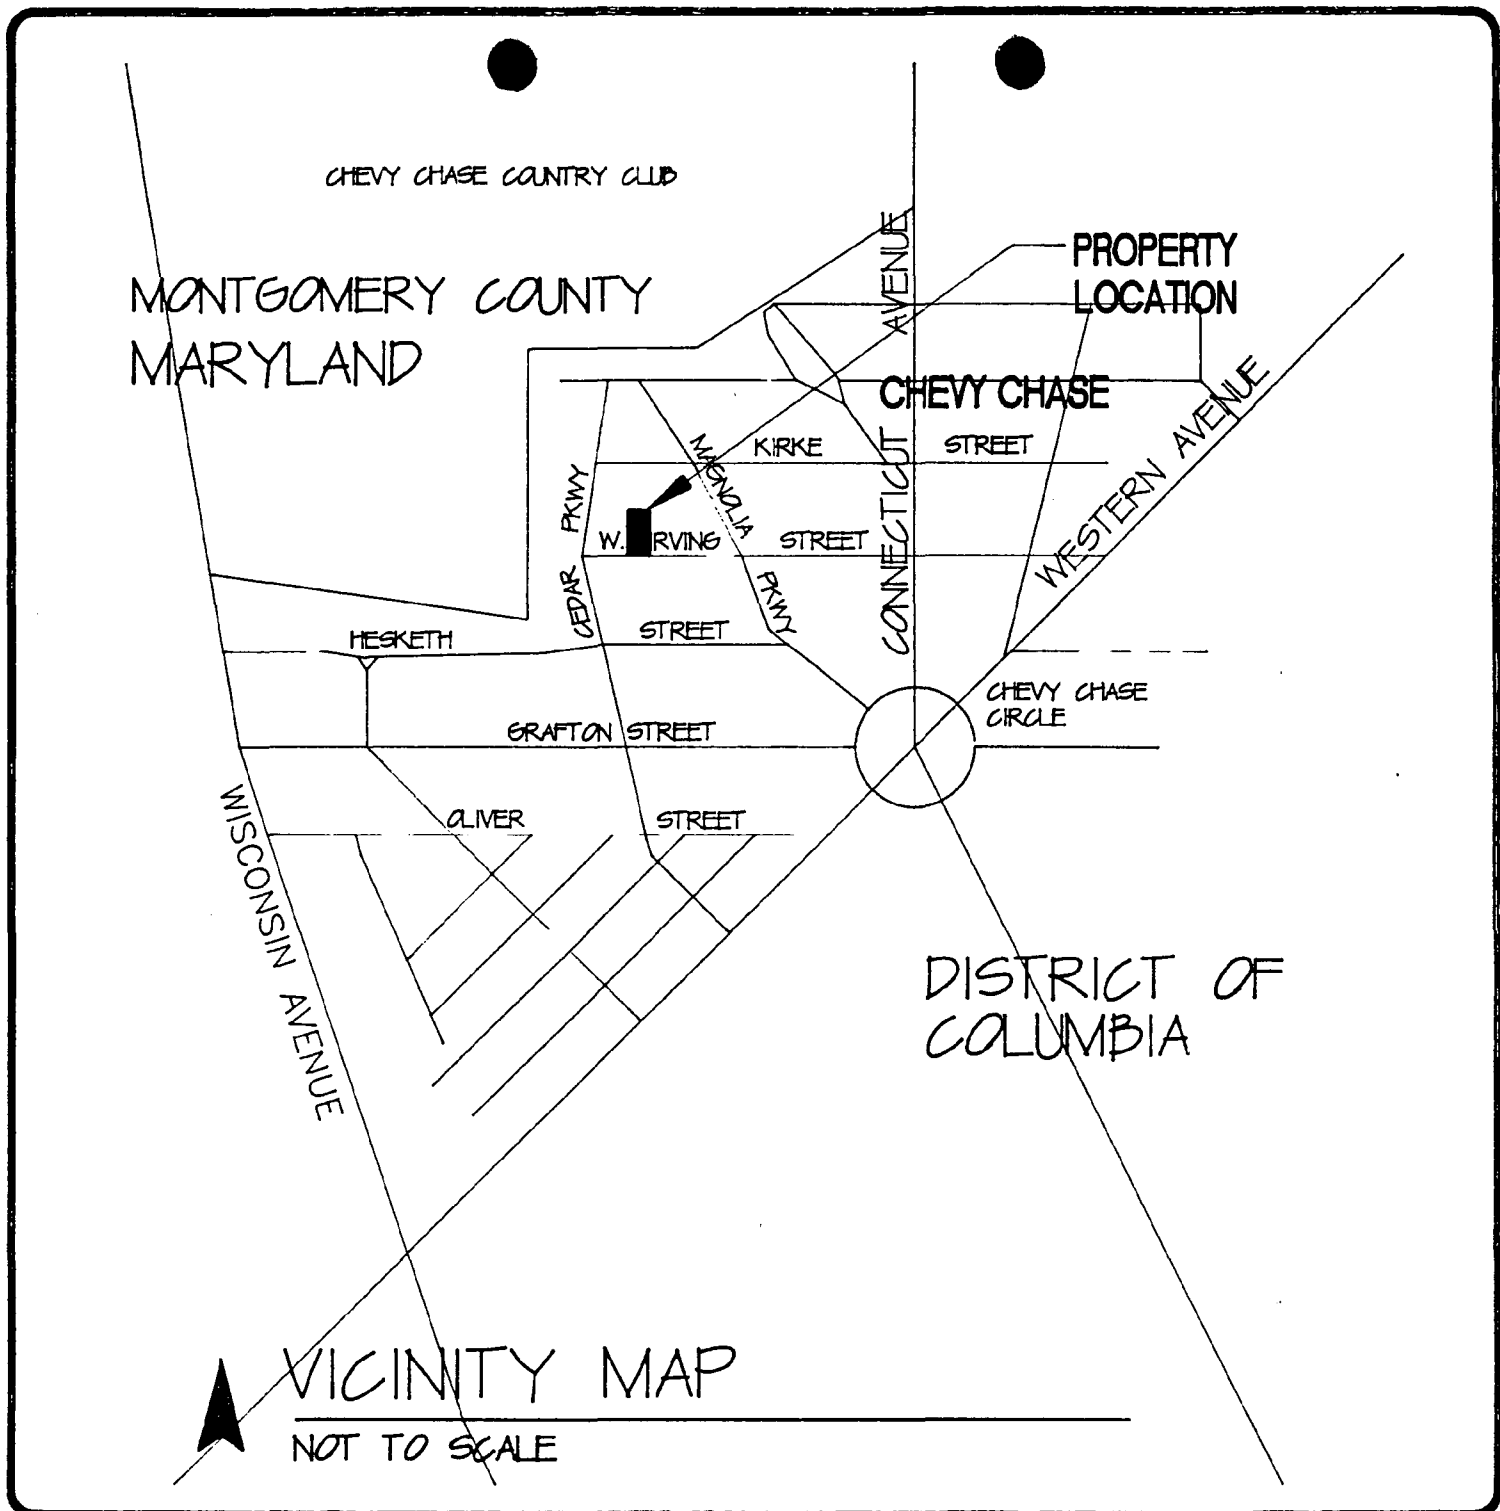 CHEVY CHASE COUNTRY CLUB
MONTGOMERY COUNTY
MARYLAND
PROPERTY
LOCATION
CHEVY CHASE
CONNECTICUT AVENUE
WESTERN AVENUE
KIRKE STREET
MAGNOLIA PKWY
CEDAR PKWY
W. RVING STREET
HESKETH STREET
CHEVY CHASE
CIRCLE
GRAFTON STREET
OLIVER STREET
WISCONSIN AVENUE
DISTRICT OF
COLUMBIA
VICINITY MAP
NOT TO SCALE